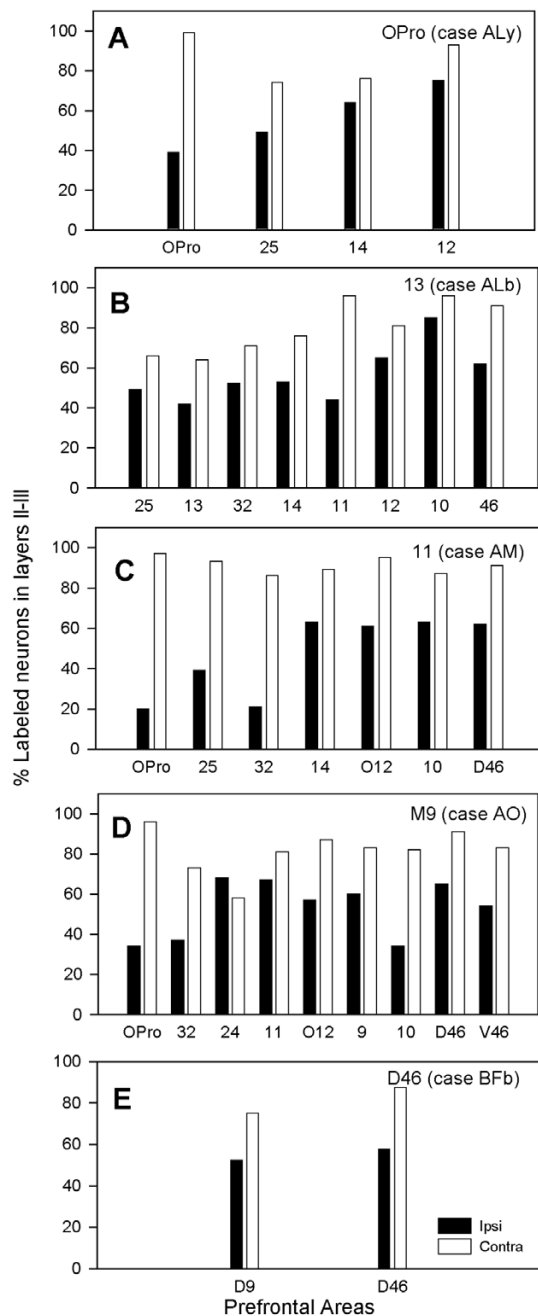 A
OPro (case ALy)
100
80
60
40
20
0
OPro 25 14 12
B
13 (case ALb)
100
80
60
40
20
0
25 13 32 14 11 12 10 46
% Labeled neurons in layers II-III
C
11 (case AM)
100
80
60
40
20
0
OPro 25 32 14 O12 10 D46
D
M9 (case AO)
100
80
60
40
20
0
OPro 32 24 11 O12 9 10 D46 V46
E
D46 (case BFb)
100
80
60
40
20
0
Ipsi
Contra
D9 D46
Prefrontal Areas